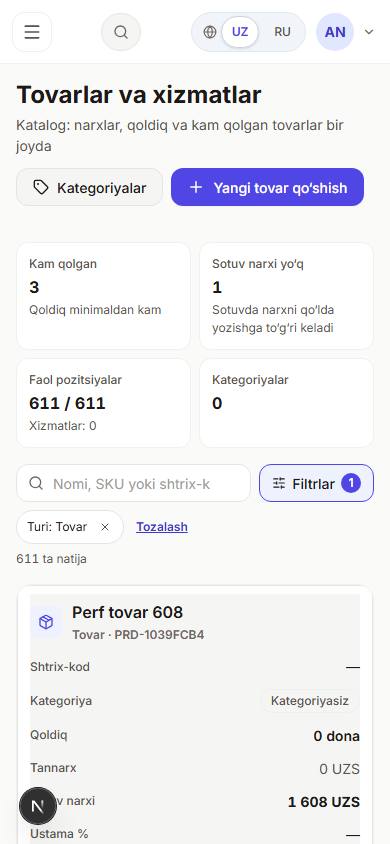 UZ
RU
AN
Tovarlar va xizmatlar
Katalog: narxlar, qoldiq va kam qolgan tovarlar bir
joyda
Kategoriyalar
Yangi tovar qo‘shish
Kam qolgan
3
Qoldiq minimaldan kam
Sotuv narxi yo‘q
1
Sotuvda narxni qo‘lda
yozishga to‘g‘ri keladi
Faol pozitsiyalar
611 / 611
Xizmatlar: 0
Kategoriyalar
0
Nomi, SKU yoki shtrix-k
Filtrlar 1
Turi: Tovar
Tozalash
611 ta natija
Perf tovar 608
Tovar · PRD-1039FCB4
Shtrix-kod —
Kategoriya Kategoriyasiz
Qoldiq 0 dona
Tannarx 0 UZS
N
v narxi 1 608 UZS
Ustama % —